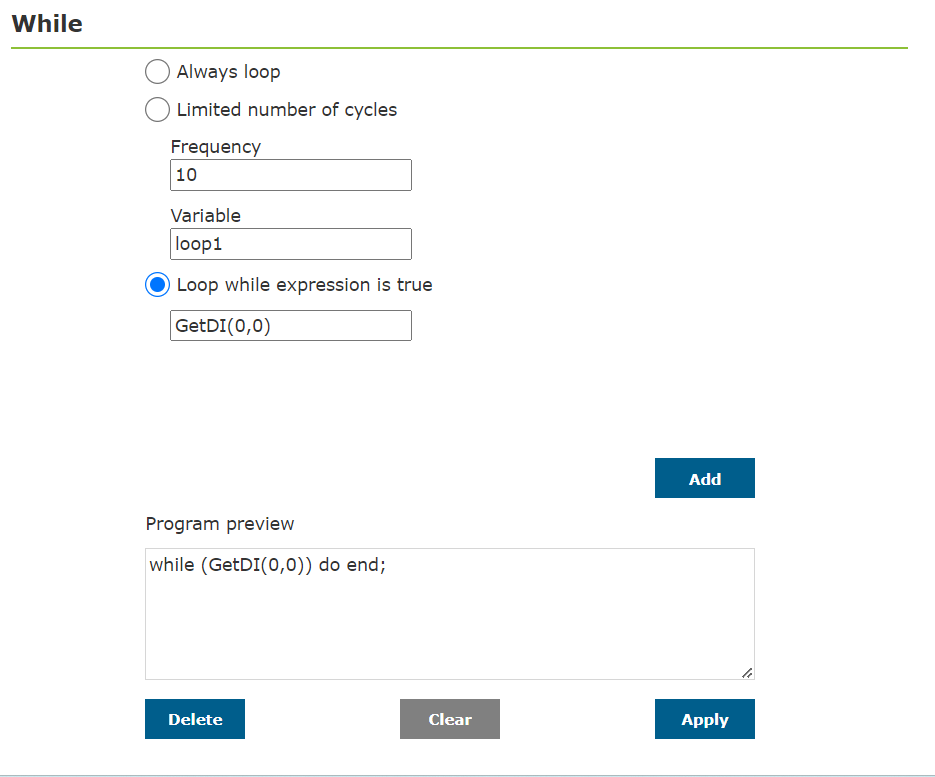 While
Always loop
Limited number of cycles
Frequency
10
Variable
loop1
Loop while expression is true
GetDI(0,0)
Add
Program preview
while (GetDI(0,0)) do end;
Delete
Clear
Apply